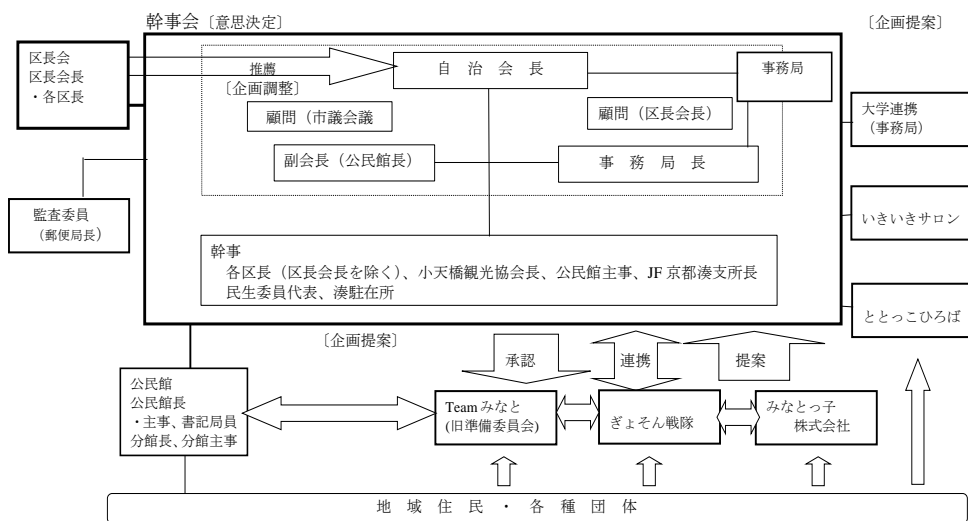 幹事会〔意思決定〕
〔企画提案〕
区長会
区長会長
・各区長
推薦
〔企画調整〕
自 治 会 長
事務局
顧問（市議会議
顧問（区長会長）
副会長（公民館長）
事 務 局 長
大学連携
（事務局）
監査委員
（郵便局長）
いきいきサロン
幹事
各区長（区長会長を除く）、小天橋観光協会長、公民館主事、JF 京都湊支所長
民生委員代表、湊駐在所
ととっこひろば
〔企画提案〕
承認
連携
提案
公民館
公民館長
・主事、書記局員
分館長、分館主事
Team みなと
(旧準備委員会)
ぎょそん戦隊
みなとっ子
株式会社
地 域 住 民 ・ 各 種 団 体